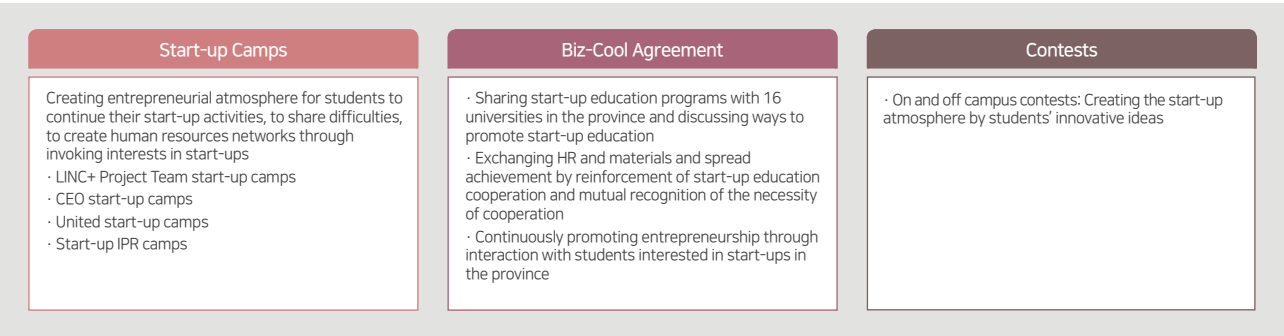 Start-up Camps
Creating entrepreneurial atmosphere for students to
continue their start-up activities, to share difficulties,
to create human resources networks through
invoking interests in start-ups
· LINC+ Project Team start-up camps
· CEO start-up camps
· United start-up camps
· Start-up IPR camps
Biz-Cool Agreement
· Sharing start-up education programs with 16
universities in the province and discussing ways to
promote start-up education
· Exchanging HR and materials and spread
achievement by reinforcement of start-up education
cooperation and mutual recognition of the necessity
of cooperation
· Continuously promoting entrepreneurship through
interaction with students interested in start-ups in
the province
Contests
· On and off campus contests: Creating the start-up
atmosphere by students' innovative ideas